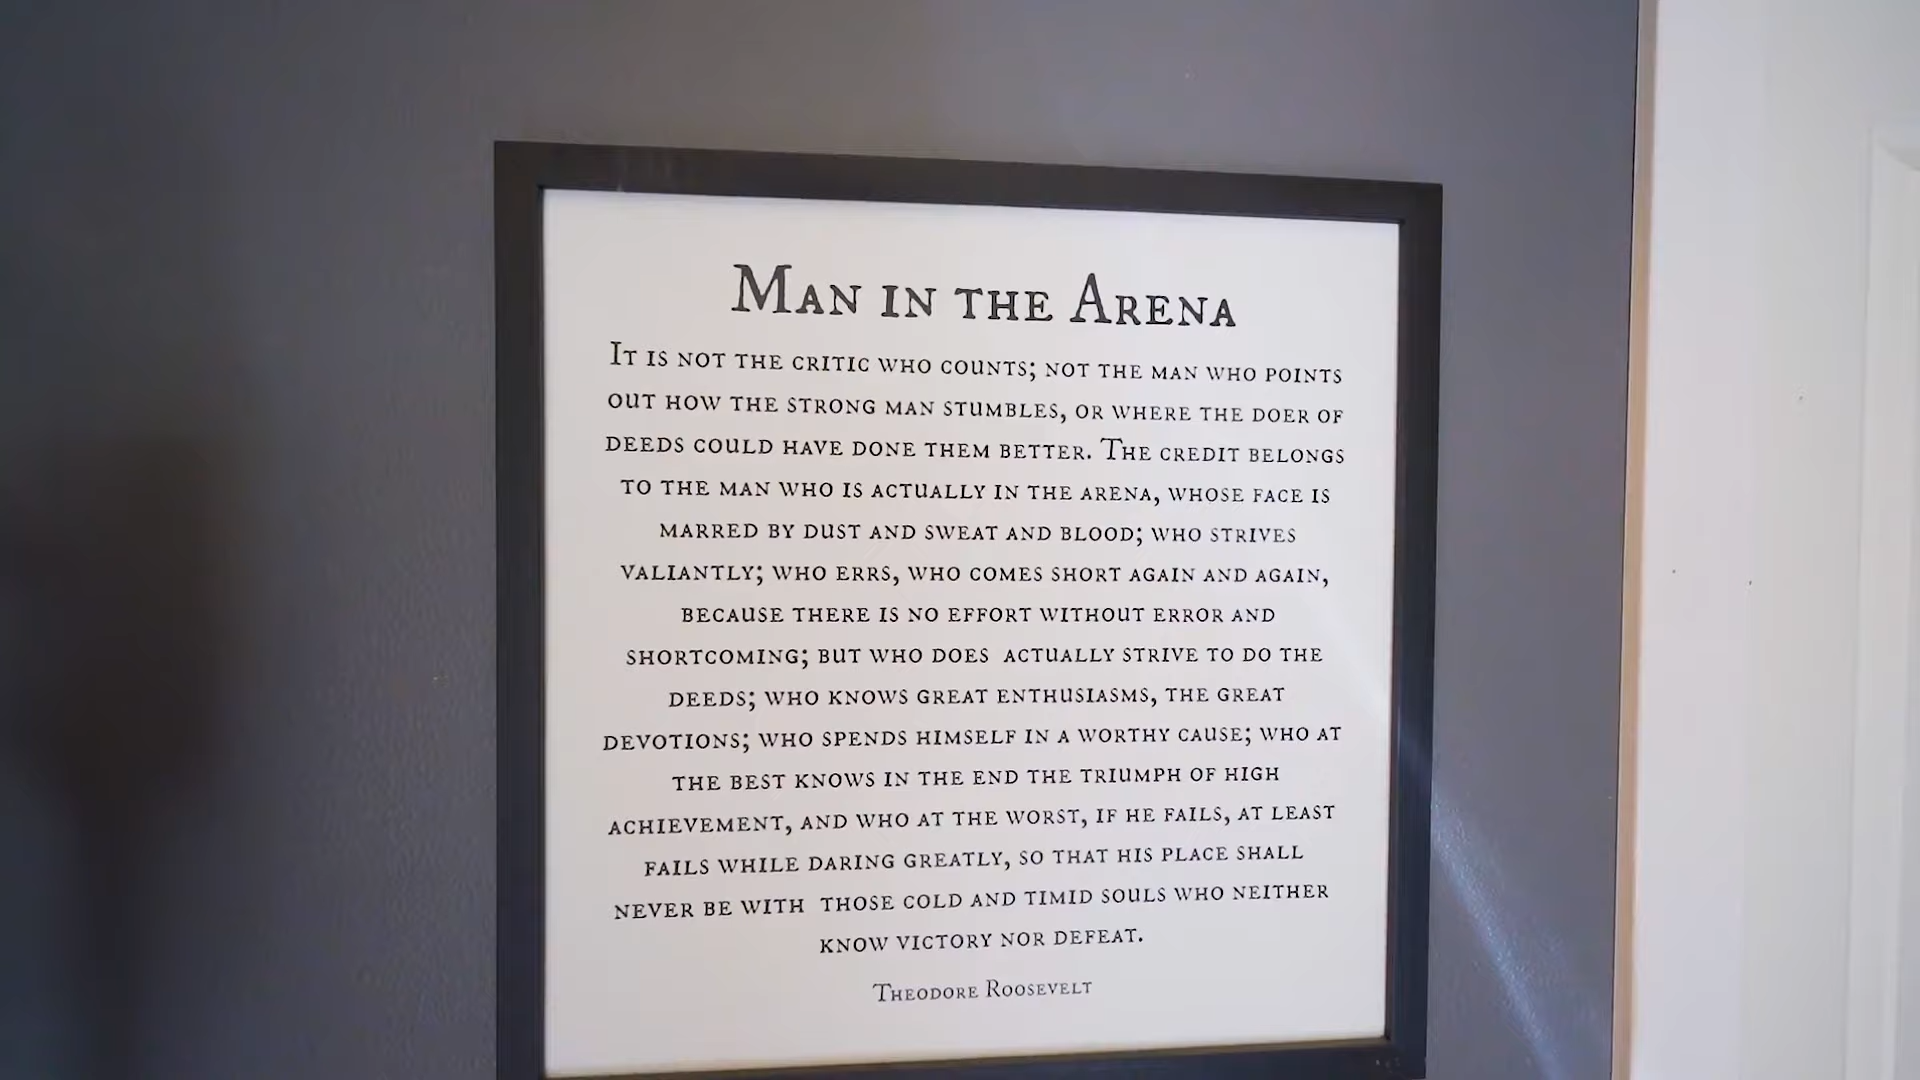 Man in the Arena
It is not the critic who counts; not the man who points
out how the strong man stumbles, or where the doer of
deeds could have done them better. The credit belongs
to the man who is actually in the arena, whose face is
marred by dust and sweat and blood; who strives
valiantly; who errs, who comes short again and again,
because there is no effort without error and
shortcoming; but who does actually strive to do the
deeds; who knows great enthusiasms, the great
devotions; who spends himself in a worthy cause; who at
the best knows in the end the triumph of high
achievement, and who at the worst, if he fails, at least
fails while daring greatly, so that his place shall
never be with those cold and timid souls who neither
know victory nor defeat.
Theodore Roosevelt